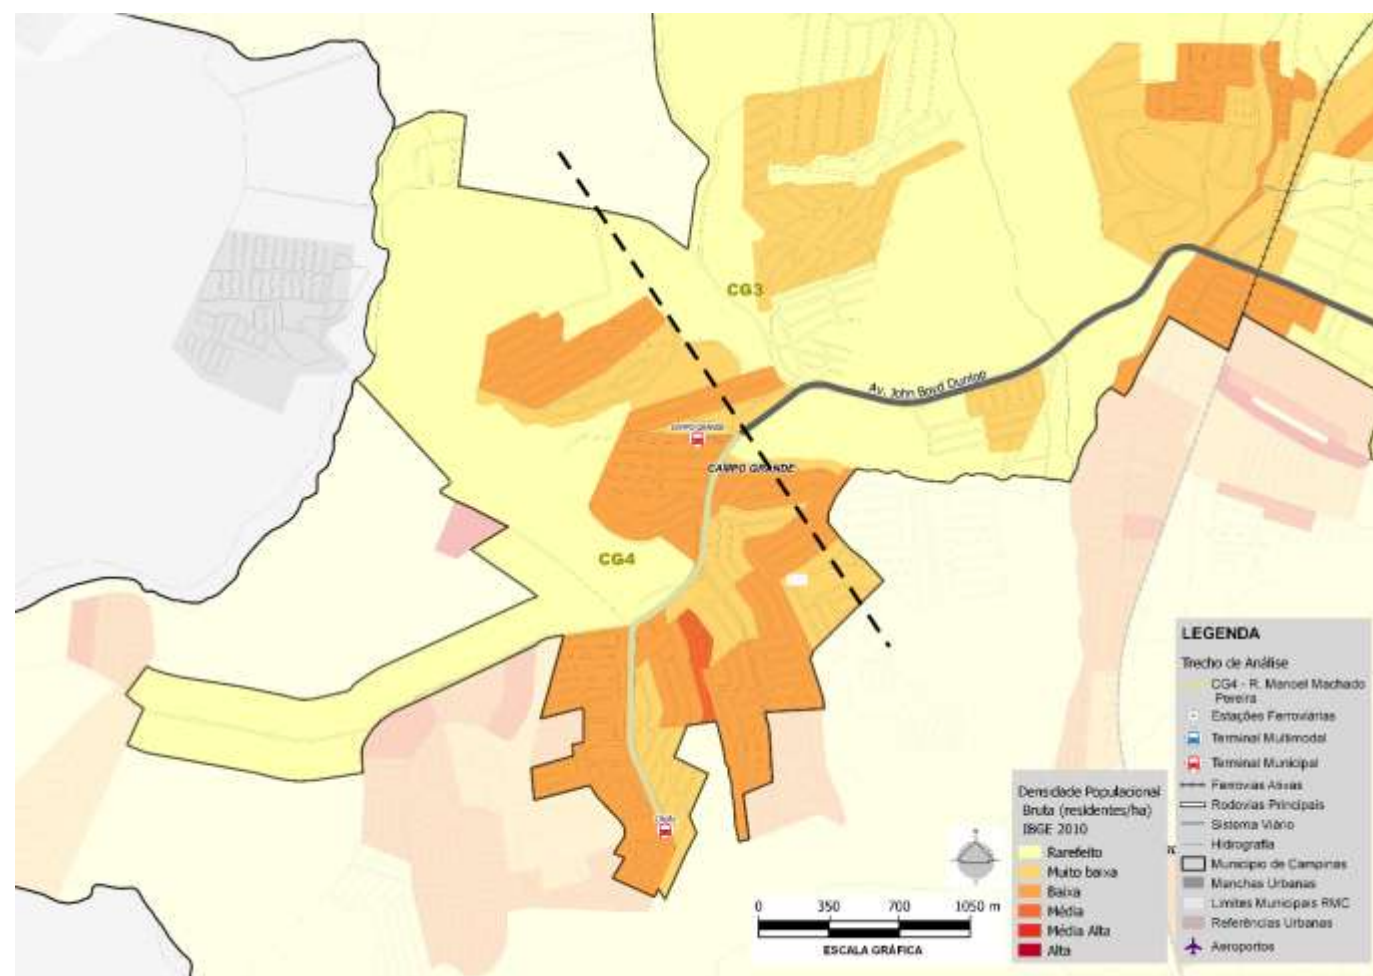 CG3
Av. John Boyd Dunlop
CAMPO GRANDE
CAMPO GRANDE
CG4
LEGENDA
Trecho de Análise
CG4 - R. Manoel Machado
Pereira
Estações Ferroviárias
Terminal Multimodal
Terminal Municipal
Ferrovias Ativas
Rodovias Principais
Sistema Viário
Hidrografia
Município de Campinas
Manchas Urbanas
Limites Municipais RMC
Referências Urbanas
Aeroportos
Densidade Populacional
Bruta (residentes/ha)
IBGE 2010
Rarefeito
Muito baixa
Baixa
Média
Média Alta
Alta
0 350 700 1050 m
ESCALA GRÁFICA